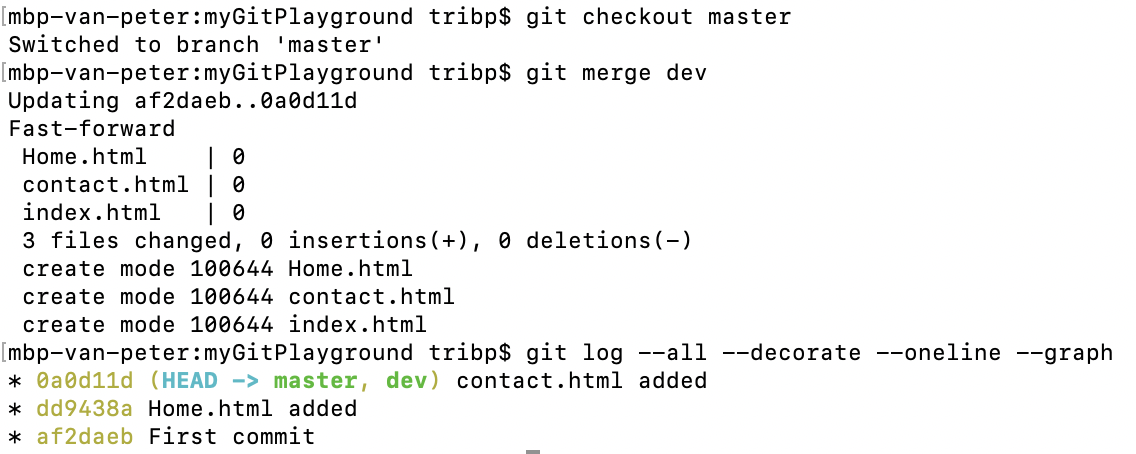 [mbp-van-peter:myGitPlayground tribp$ git checkout master
Switched to branch 'master'
[mbp-van-peter:myGitPlayground tribp$ git merge dev
Updating af2daeb..0a0d11d
Fast-forward
 Home.html    | 0
 contact.html | 0
 index.html   | 0
 3 files changed, 0 insertions(+), 0 deletions(-)
 create mode 100644 Home.html
 create mode 100644 contact.html
 create mode 100644 index.html
[mbp-van-peter:myGitPlayground tribp$ git log --all --decorate --oneline --graph
* 0a0d11d (HEAD -> master, dev) contact.html added
* dd9438a Home.html added
* af2daeb First commit